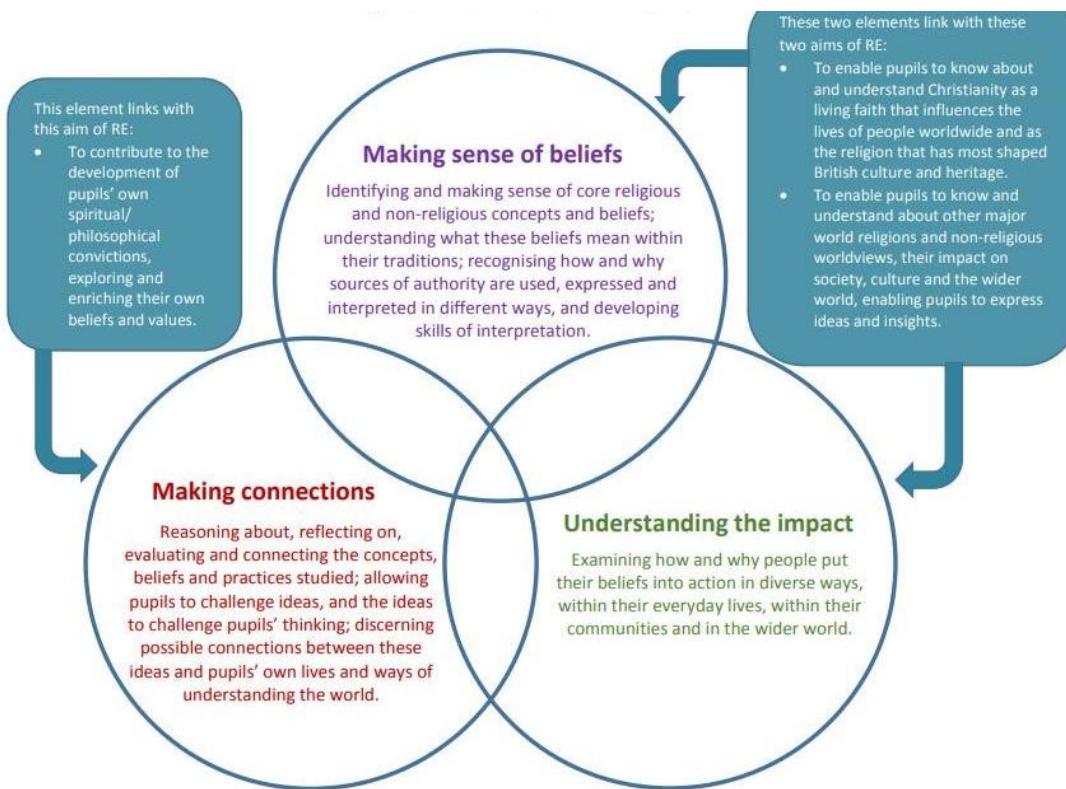 This element links with
this aim of RE:
• To contribute to the
development of
pupils' own
spiritual/
philosophical
convictions,
exploring and
enriching their own
beliefs and values.
Making sense of beliefs
Identifying and making sense of core religious
and non-religious concepts and beliefs;
understanding what these beliefs mean within
their traditions; recognising how and why
sources of authority are used, expressed and
interpreted in different ways, and developing
skills of interpretation.
These two elements link with these
two aims of RE:
• To enable pupils to know about
and understand Christianity as a
living faith that influences the
lives of people worldwide and as
the religion that has most shaped
British culture and heritage.
• To enable pupils to know and
understand about other major
world religions and non-religious
worldviews, their impact on
society, culture and the wider
world, enabling pupils to express
ideas and insights.
Making connections
Reasoning about, reflecting on,
evaluating and connecting the concepts,
beliefs and practices studied; allowing
pupils to challenge ideas, and the ideas
to challenge pupils' thinking; discerning
possible connections between these
ideas and pupils' own lives and ways of
understanding the world.
Understanding the impact
Examining how and why people put
their beliefs into action in diverse ways,
within their everyday lives, within their
communities and in the wider world.